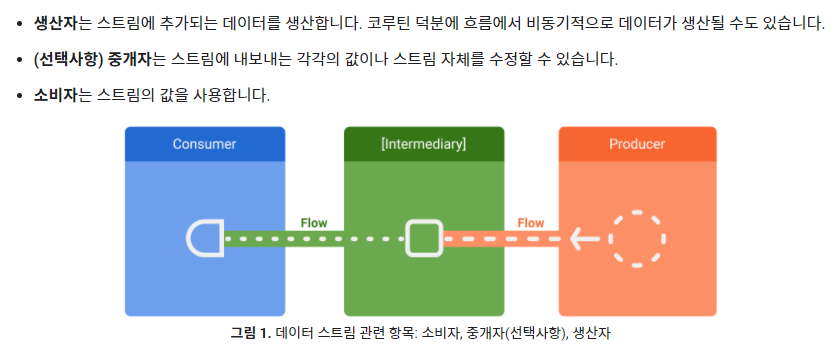 생산자는 스트림에 추가되는 데이터를 생산합니다. 코루틴 덕분에 흐름에서 비동기적으로 데이터가 생산될 수도 있습니다.
(선택사항) 중개자는 스트림에 내보내는 각각의 값이나 스트림 자체를 수정할 수 있습니다.
소비자는 스트림의 값을 사용합니다.
Consumer
[Intermediary]
Producer
Flow
Flow
그림 1. 데이터 스트림 관련 항목: 소비자, 중개자(선택사항), 생산자